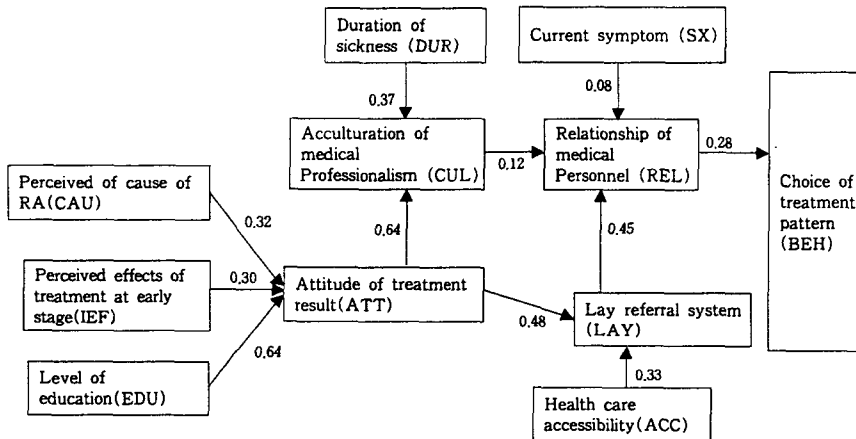 Duration of
sickness (DUR)
Current symptom (SX)
0.37
0.08
Acculturation of
medical
Professionalism (CUL)
0.12
Relationship of
medical
Personnel (REL)
0.28
Choice of
treatment
pattern
(BEH)
Perceived of cause of
RA(CAU)
0.32
0.64
0.45
Perceived effects of
treatment at early
stage(IEF)
0.30
Attitude of treatment
result(ATT)
0.48
Lay referral system
(LAY)
0.64
Level of
education(EDU)
0.33
Health care
accessibility(ACC)